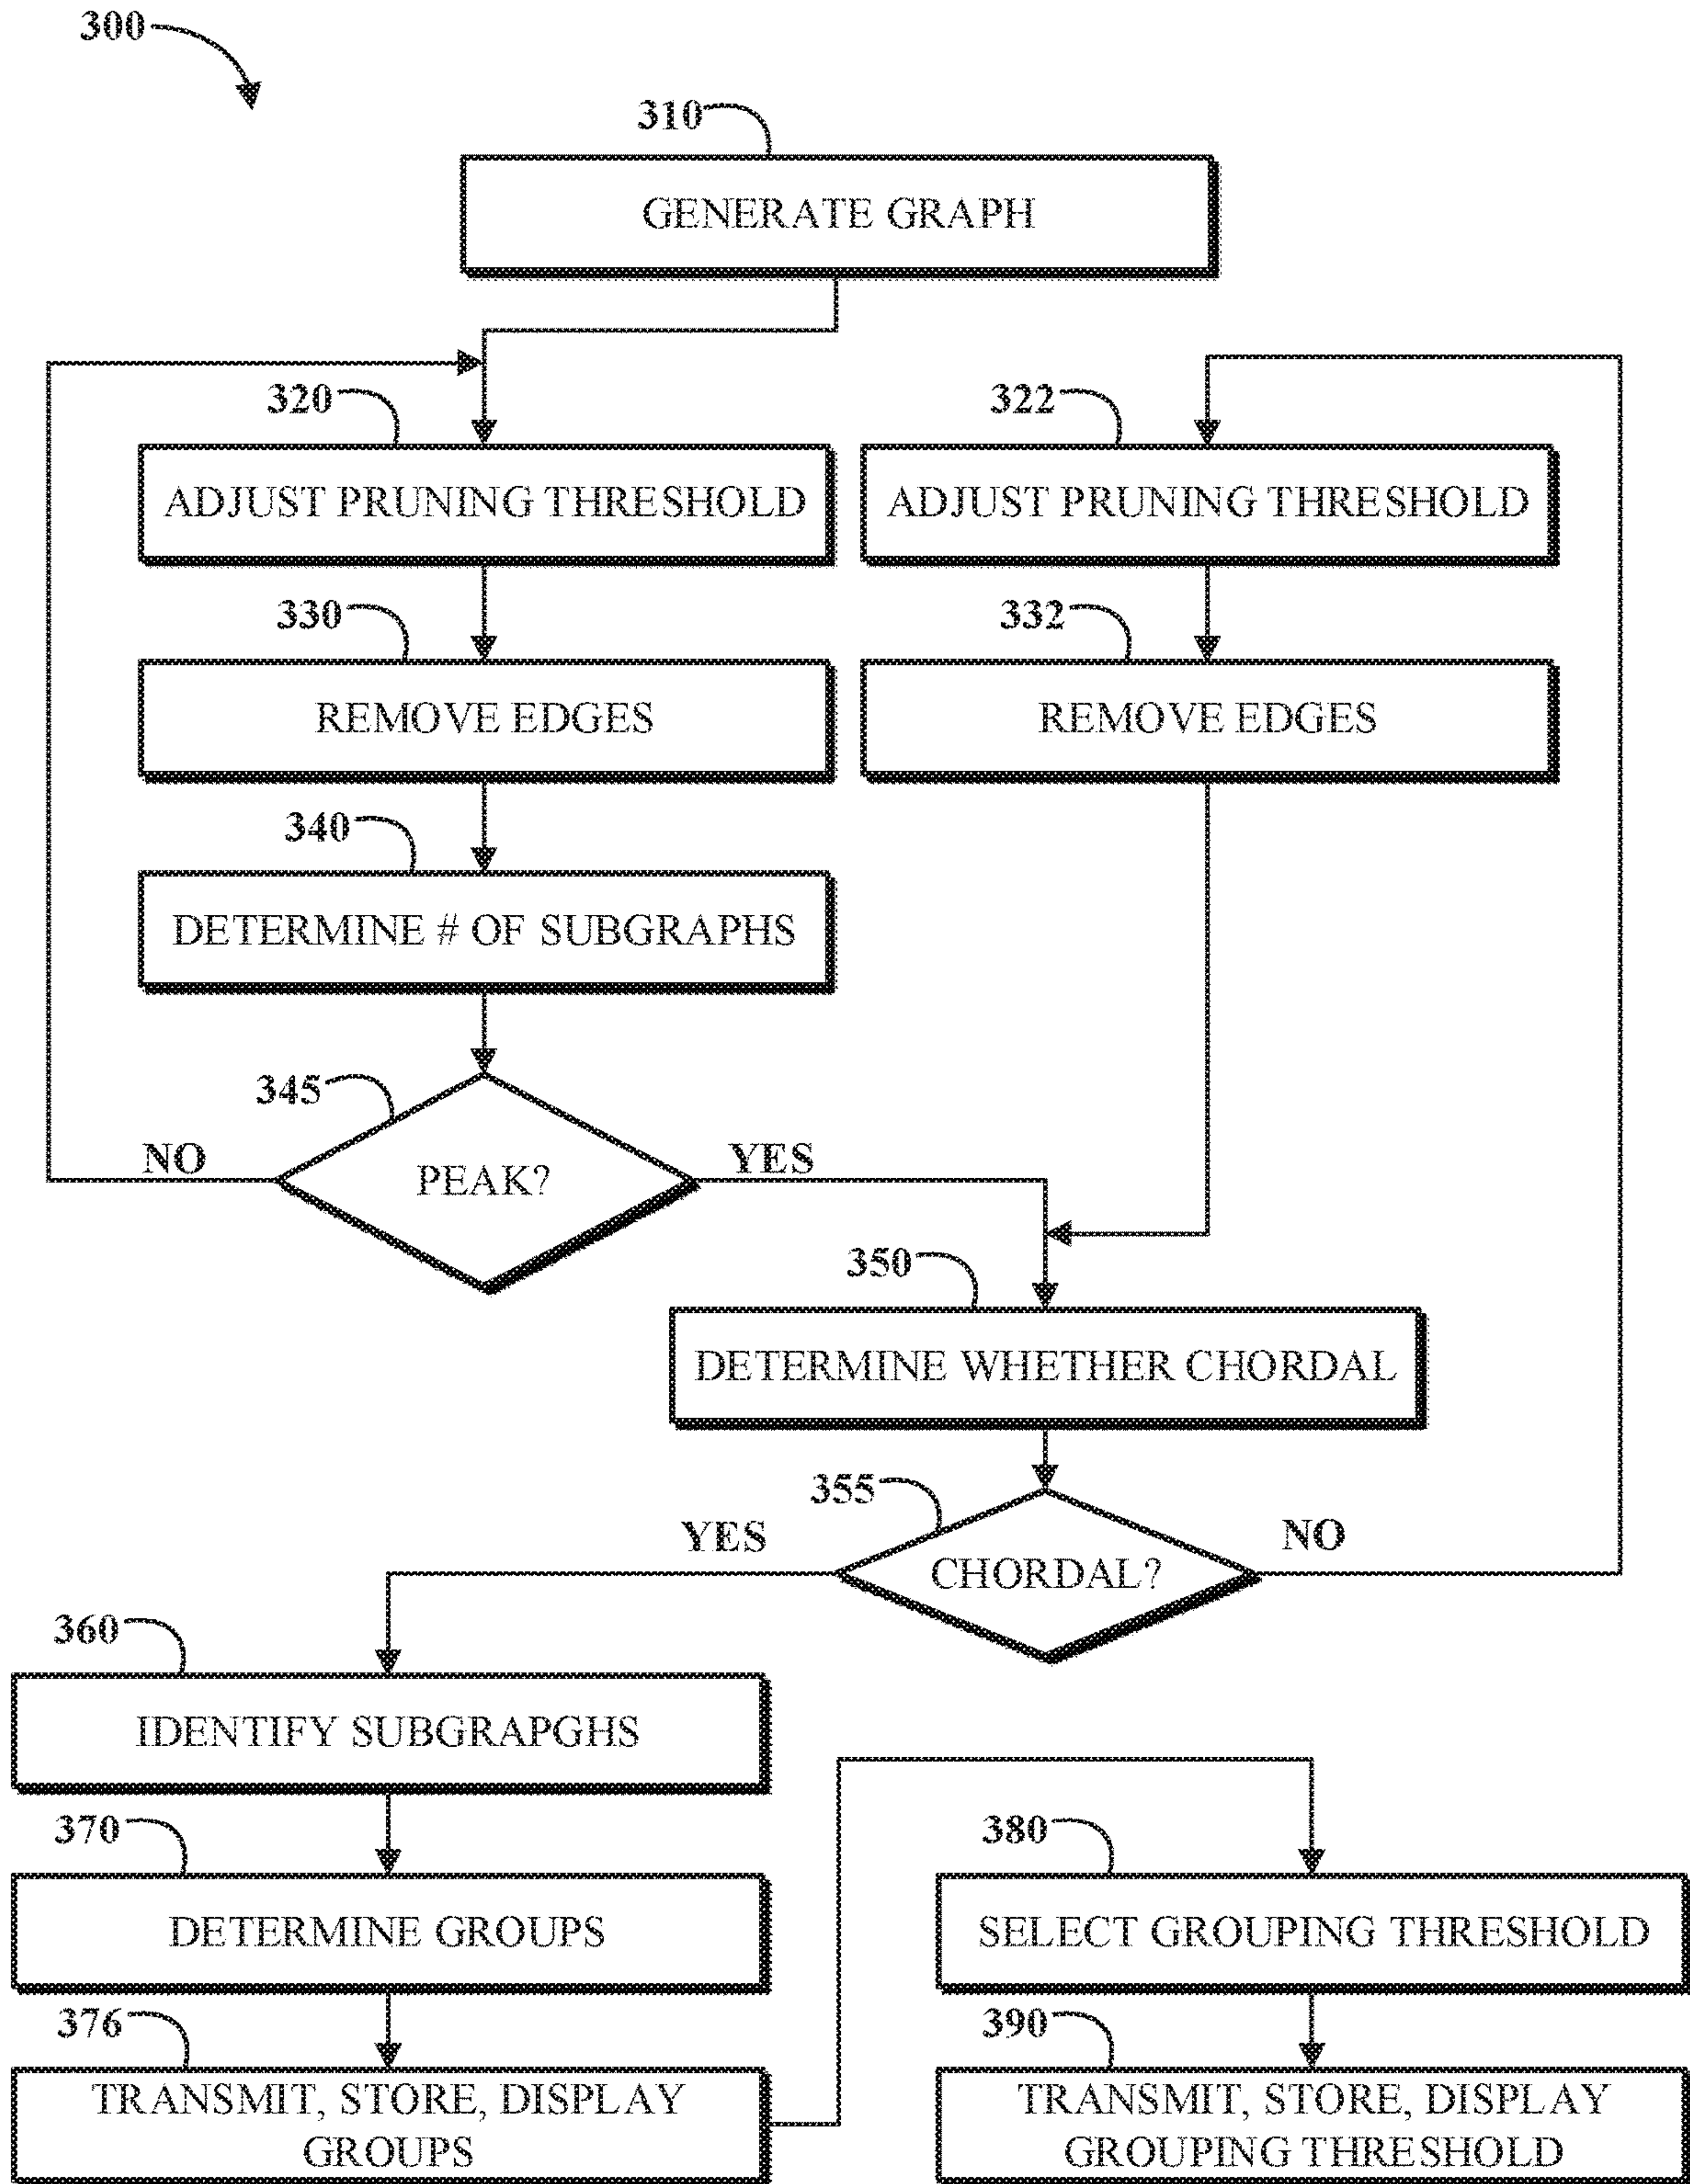 300
310
GENERATE GRAPH
320
322
ADJUST PRUNING THRESHOLD
ADJUST PRUNING THRESHOLD
330
332
REMOVE EDGES
REMOVE EDGES
340
DETERMINE # OF SUBGRAPHS
345
NO
PEAK?
YES
350
DETERMINE WHETHER CHORDAL
355
YES
CHORDAL?
NO
360
IDENTIFY SUBGRAPGHS
370
DETERMINE GROUPS
376
TRANSMIT, STORE, DISPLAY
GROUPS
380
SELECT GROUPING THRESHOLD
390
TRANSMIT, STORE, DISPLAY
GROUPING THRESHOLD